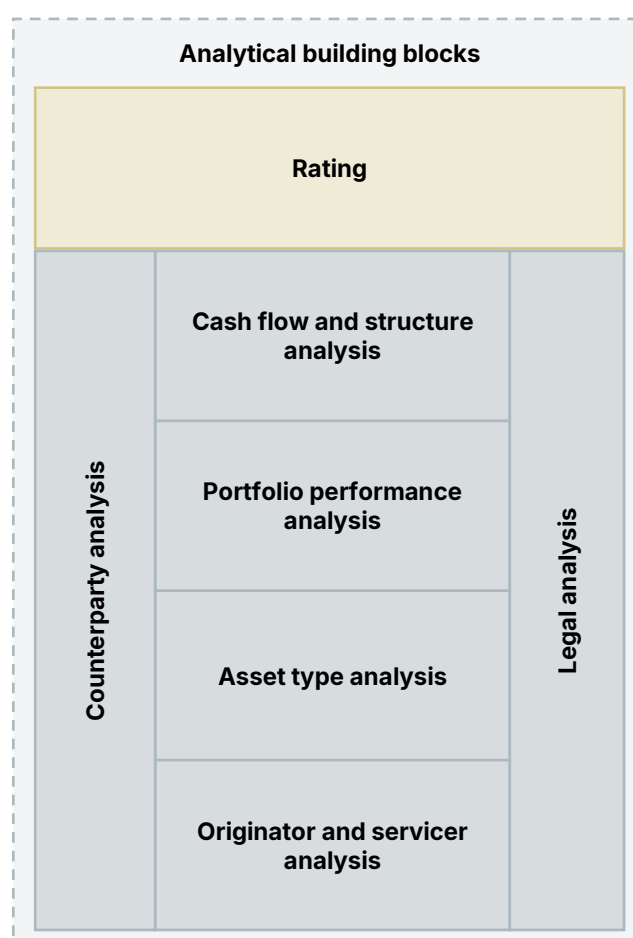 Analytical building blocks
Rating
Cash flow and structure
analysis
Portfolio performance
analysis
Counterparty analysis
Legal analysis
Asset type analysis
Originator and servicer
analysis